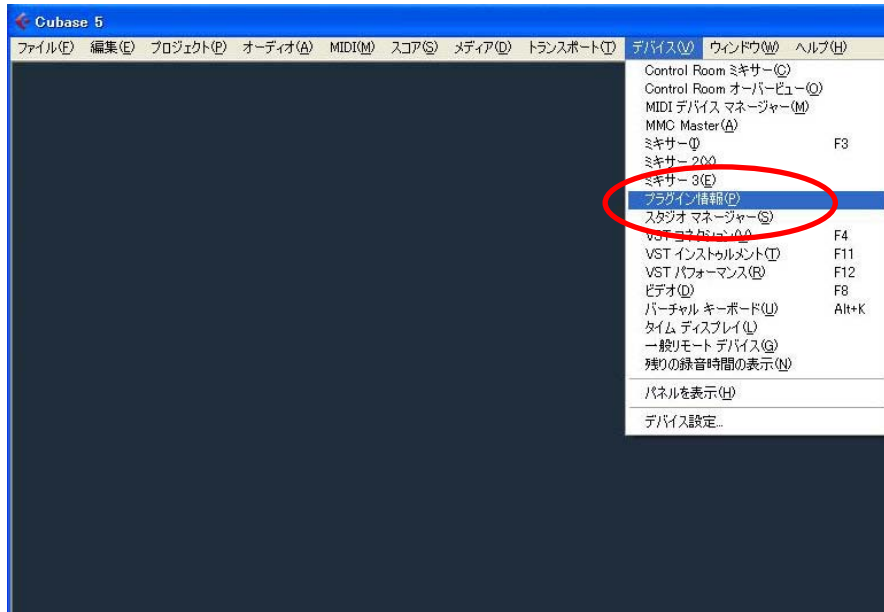 Cubase 5
ファイル(F) 編集(E) プロジェクト(P) オーディオ(A) MIDI(M) スコア(S) メディア(D) トランスポート(T) デバイス(V) ウィンドウ(W) ヘルプ(H)
Control Room ミキサー(C)
Control Room オーバービュー(O)
MIDI デバイス マネージャー(M)
MMC Master(A)
ミキサー(I) F3
ミキサー 2(X)
ミキサー 3(E)
プラグイン情報(P)
スタジオ マネージャー(S)
VST コネクション(V) F4
VST インストゥルメント(T) F11
VST パフォーマンス(R) F12
ビデオ(D) F8
バーチャル キーボード(U) Alt+K
タイム ディスプレイ(L)
一般リモート デバイス(G)
残りの録音時間の表示(N)
パネルを表示(H)
デバイス設定...